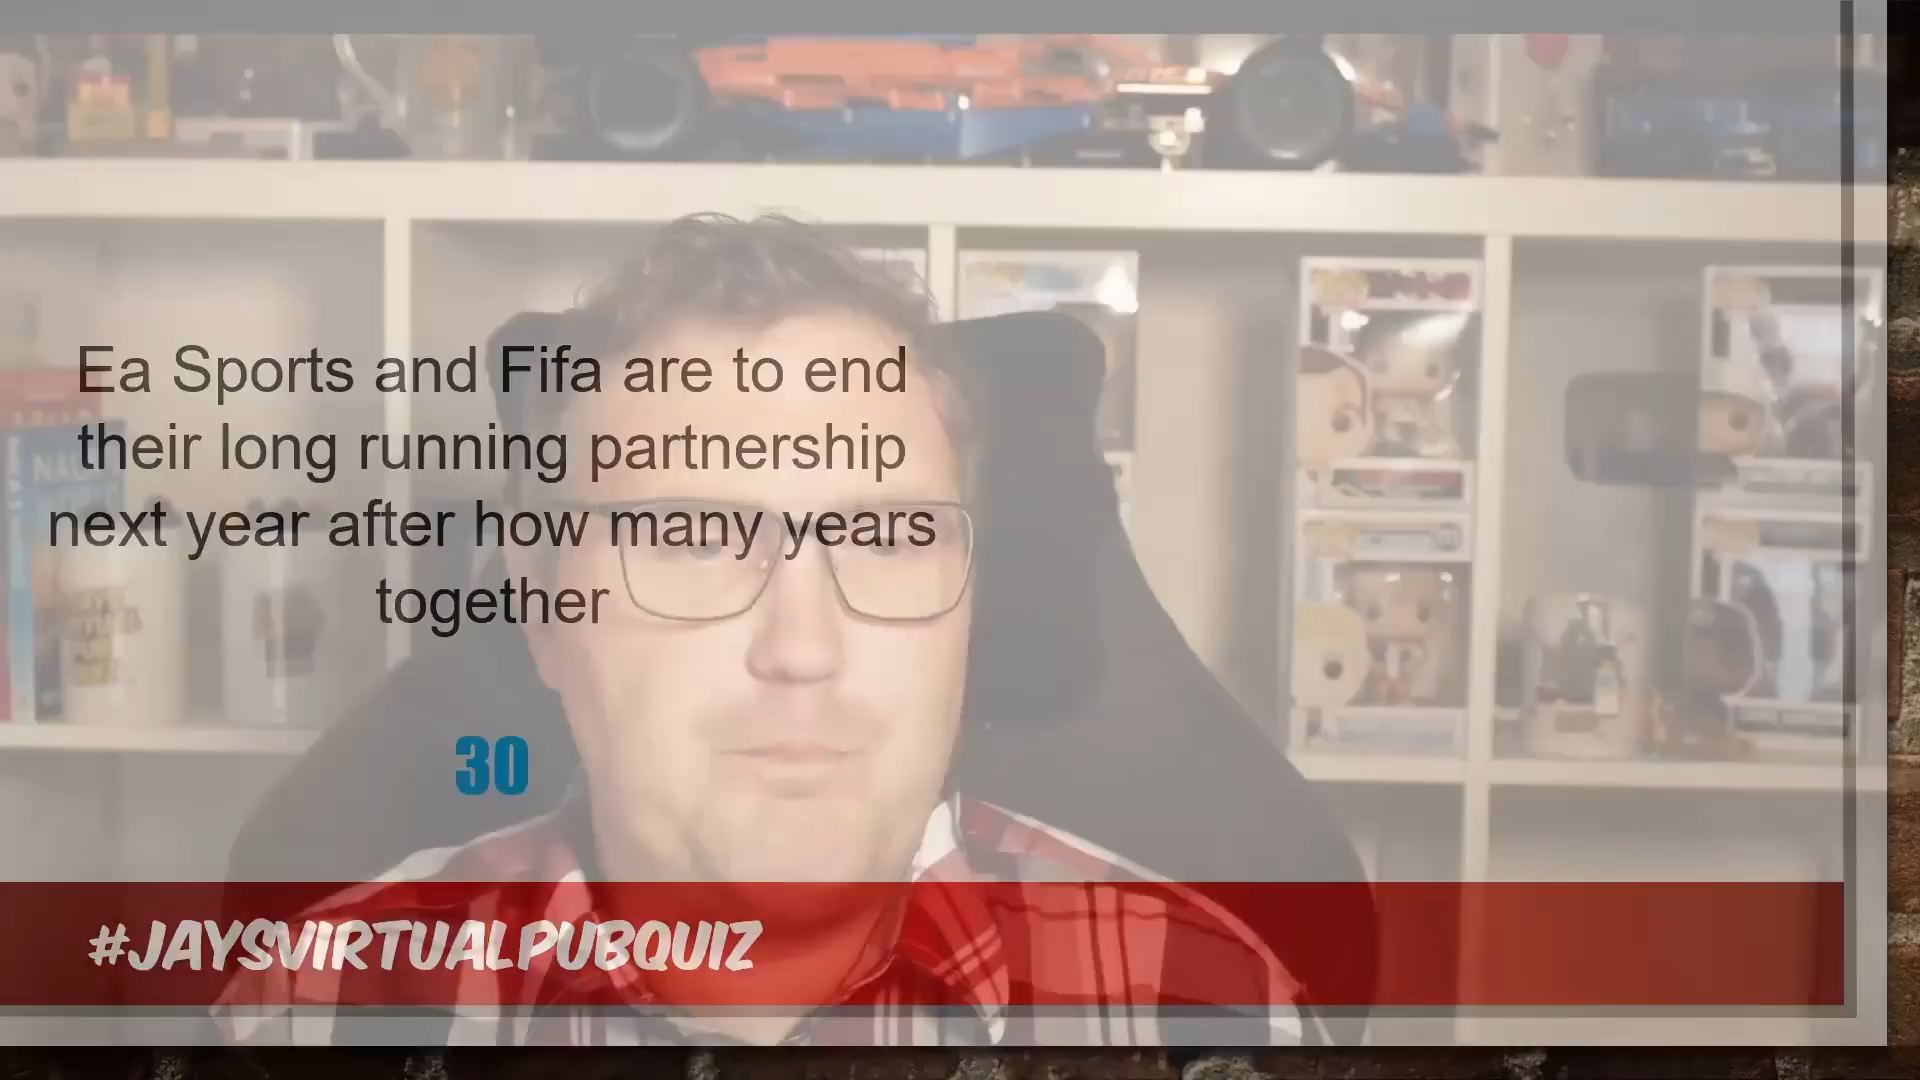 Ea Sports and Fifa are to end
their long running partnership
next year after how many years
together
30
#JAYSVIRTUALPUBQUIZ